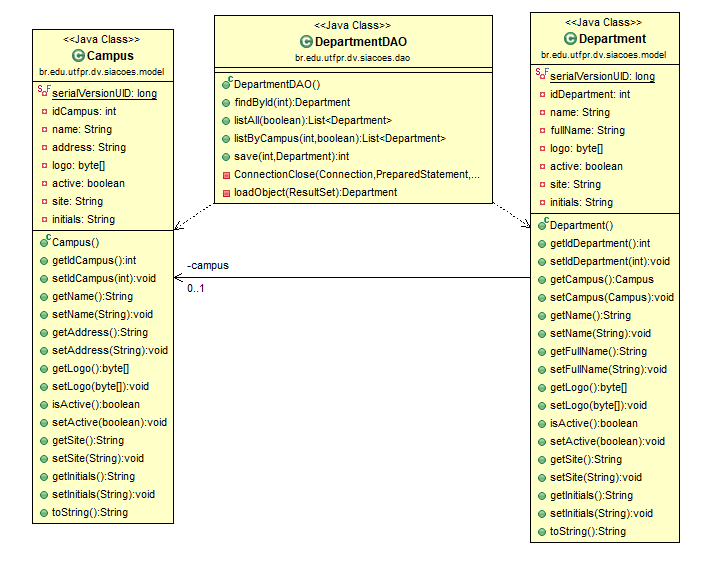 <<Java Class>>
Campus
br.edu.utfpr.dv.siacoes.model
serialVersionUID: long
idCampus: int
name: String
address: String
logo: byte[]
active: boolean
site: String
initials: String
Campus()
getIdCampus():int
setIdCampus(int):void
getName():String
setName(String):void
getAddress():String
setAddress(String):void
getLogo():byte[]
setLogo(byte[]):void
isActive():boolean
setActive(boolean):void
getSite():String
setSite(String):void
getInitials():String
setInitials(String):void
toString():String
<<Java Class>>
DepartmentDAO
br.edu.utfpr.dv.siacoes.dao
DepartmentDAO()
findById(int):Department
listAll(boolean):List<Department>
listByCampus(int,boolean):List<Department>
save(int,Department):int
ConnectionClose(Connection,PreparedStatement,...
loadObject(ResultSet):Department
-campus
0..1
<<Java Class>>
Department
br.edu.utfpr.dv.siacoes.model
serialVersionUID: long
idDepartment: int
name: String
fullName: String
logo: byte[]
active: boolean
site: String
initials: String
Department()
getIdDepartment():int
setIdDepartment(int):void
getCampus():Campus
setCampus(Campus):void
getName():String
setName(String):void
getFullName():String
setFullName(String):void
getLogo():byte[]
setLogo(byte[]):void
isActive():boolean
setActive(boolean):void
getSite():String
setSite(String):void
getInitials():String
setInitials(String):void
toString():String